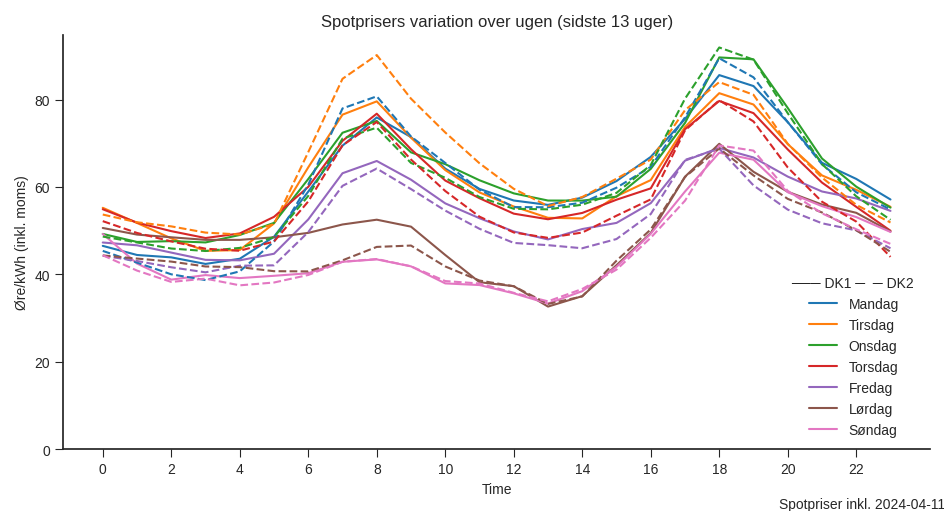 Spotprisers variation over ugen (sidste 13 uger)
Øre/kWh (inkl. moms)
80
60
40
20
0
0 2 4 6 8 10 12 14 16 18 20 22
Time
DK1 DK2
Mandag
Tirsdag
Onsdag
Torsdag
Fredag
Lørdag
Søndag
Spotpriser inkl. 2024-04-11